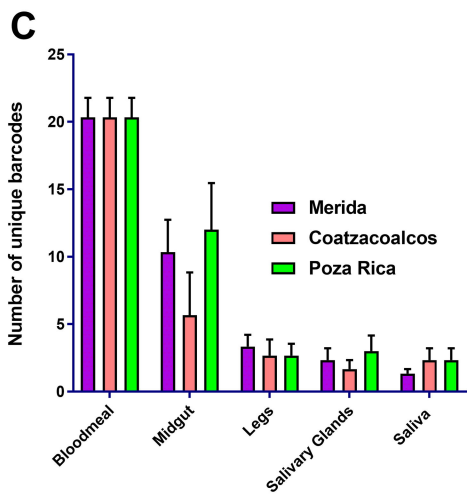 C
Number of unique barcodes
25
20
15
10
5
0
Merida
Coatzacoalcos
Poza Rica
Bloodmeal
Midgut
Legs
Salivary Glands
Saliva